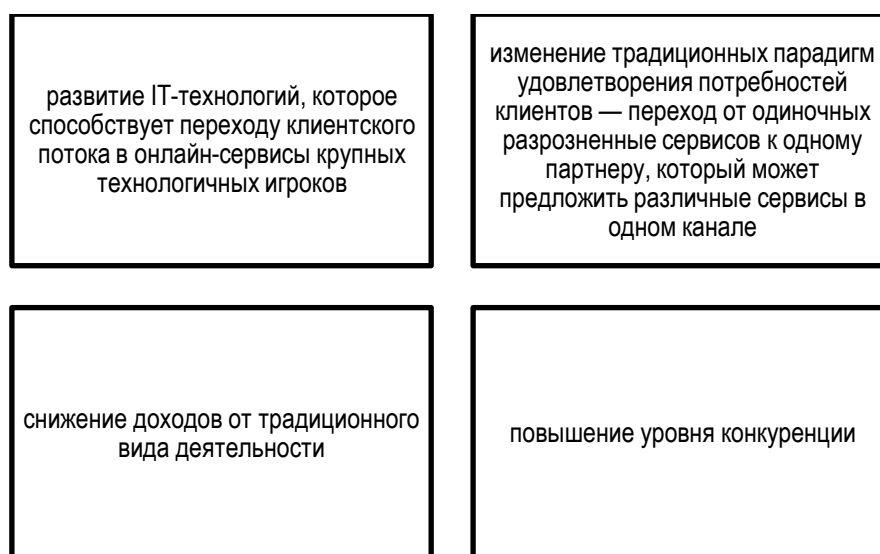 развитие IT-технологий, которое
способствует переходу клиентского
потока в онлайн-сервисы крупных
технологичных игроков
изменение традиционных парадигм
удовлетворения потребностей
клиентов — переход от одиночных
разрозненные сервисов к одному
партнеру, который может
предложить различные сервисы в
одном канале
снижение доходов от традиционного
вида деятельности
повышение уровня конкуренции